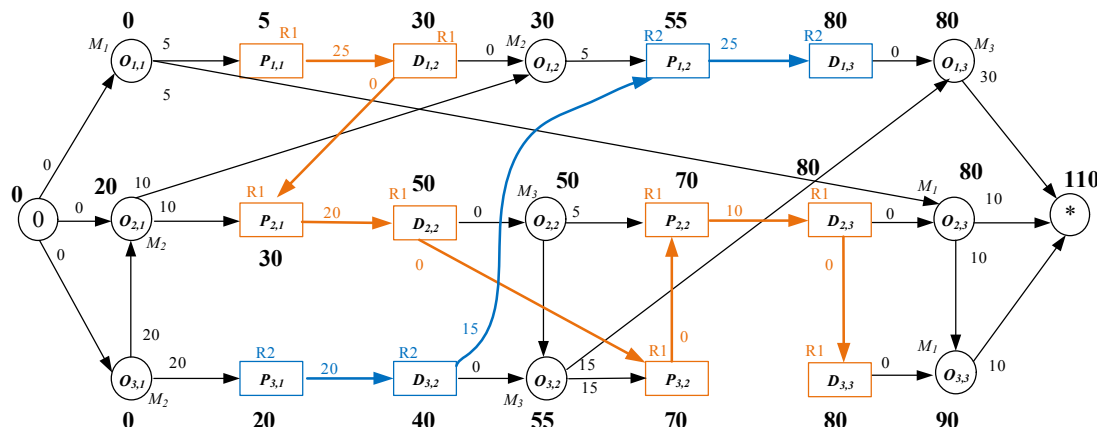 0 5 30 30 55 80 80
M1 O1,1 5 R1 P1,1 25 R1 D1,2 0 M2 O1,2 5 R2 P1,2 25 R2 D1,3 0 O1,3 M3
5 0 30
0
0 20 10 50 M3 50 70 80 M1 80 110
0 0 O2,1 10 R1 P2,1 20 R1 D2,2 0 O2,2 5 R1 P2,2 10 R1 D2,3 0 O2,3 10 *
M2
0 30 0 0 10
20 15 0
O3,1 20 R2 P3,1 20 R2 D3,2 0 O3,2 15 15 R1 P3,2 R1 D3,3 0 M1 O3,3 10
M2 M3
0 20 40 55 70 80 90